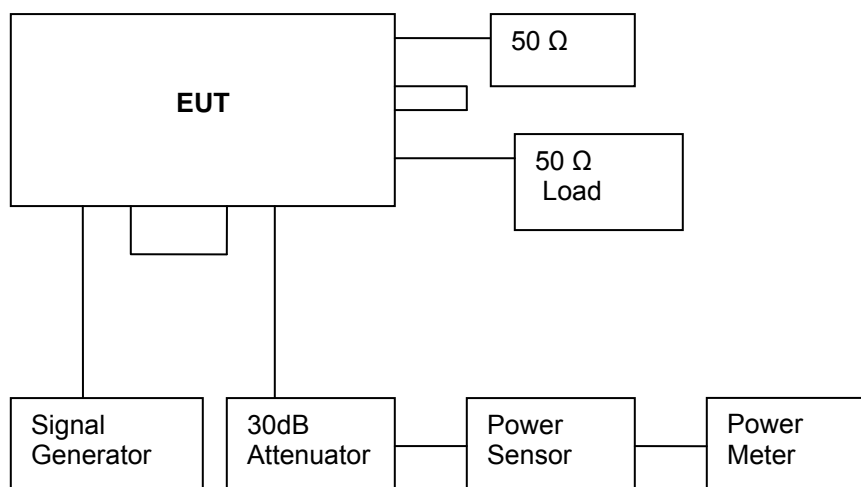 50 Ω
EUT
50 Ω
Load
Signal
Generator
30dB
Attenuator
Power
Sensor
Power
Meter